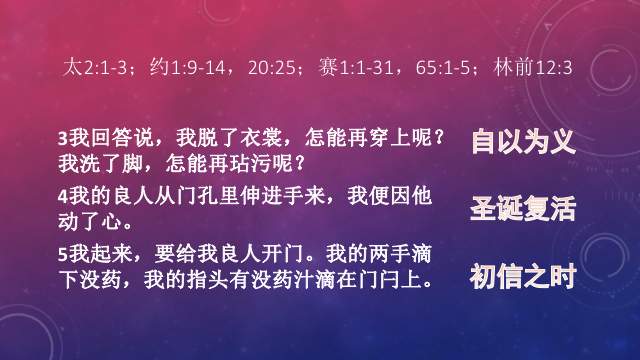 太2:1-3；约1:9-14，20:25；赛1:1-31，65:1-5；林前12:3
3我回答说，我脱了衣裳，怎能再穿上呢？
我洗了脚，怎能再玷污呢？
4我的良人从门孔里伸进手来，我便因他
动了心。
5我起来，要给我良人开门。我的两手滴
下没药，我的指头有没药汁滴在门闩上。
自以为义
圣诞复活
初信之时